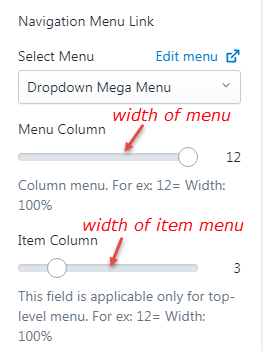 Navigation Menu Link
Select Menu Edit menu
Dropdown Mega Menu
width of menu
Menu Column
12
Column menu. For ex: 12= Width:
100%
width of item menu
Item Column
3
This field is applicable only for top-
level menu. For ex: 12= Width:
100%